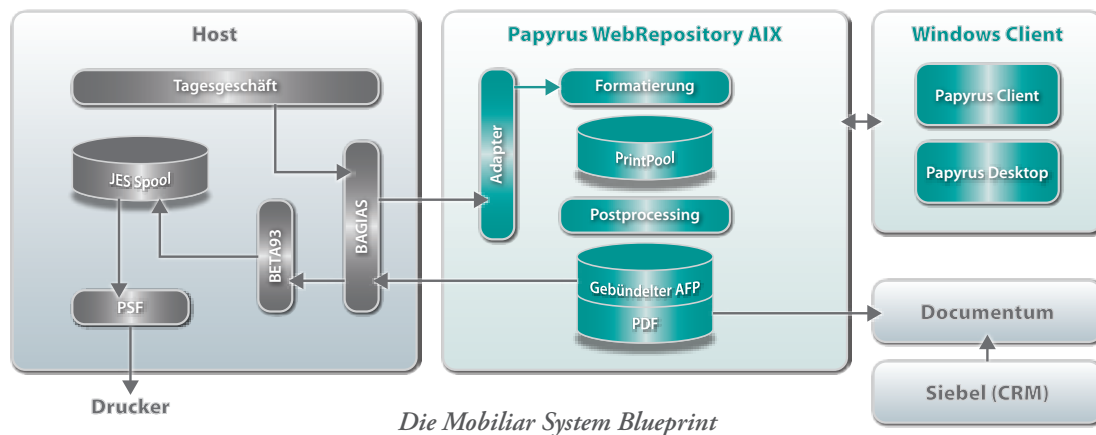 Host
Tagesgeschäft
JES Spool
BETA93
BAGIAS
PSF
Drucker
Papyrus WebRepository AIX
Adapter
Formatierung
PrintPool
Postprocessing
Gebündelter AFP
PDF
Windows Client
Papyrus Client
Papyrus Desktop
Documentum
Siebel (CRM)
Die Mobiliar System Blueprint